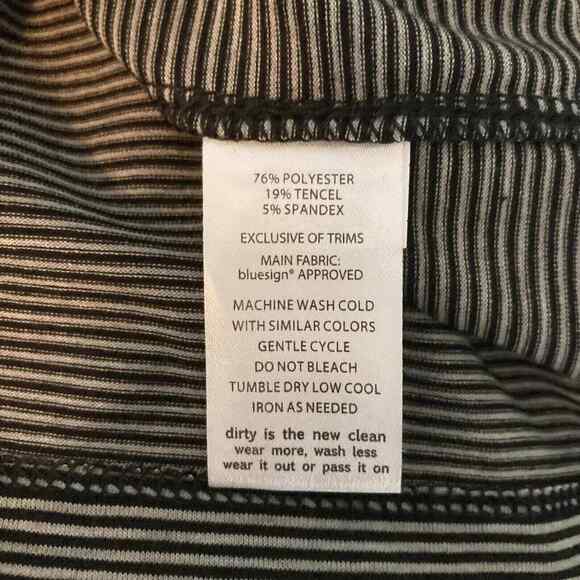 76% POLYESTER
19% TENCEL
5% SPANDEX
EXCLUSIVE OF TRIMS
MAIN FABRIC:
bluesign® APPROVED
MACHINE WASH COLD
WITH SIMILAR COLORS
GENTLE CYCLE
DO NOT BLEACH
TUMBLE DRY LOW COOL
IRON AS NEEDED
dirty is the new clean
wear more, wash less
wear it out or pass it on